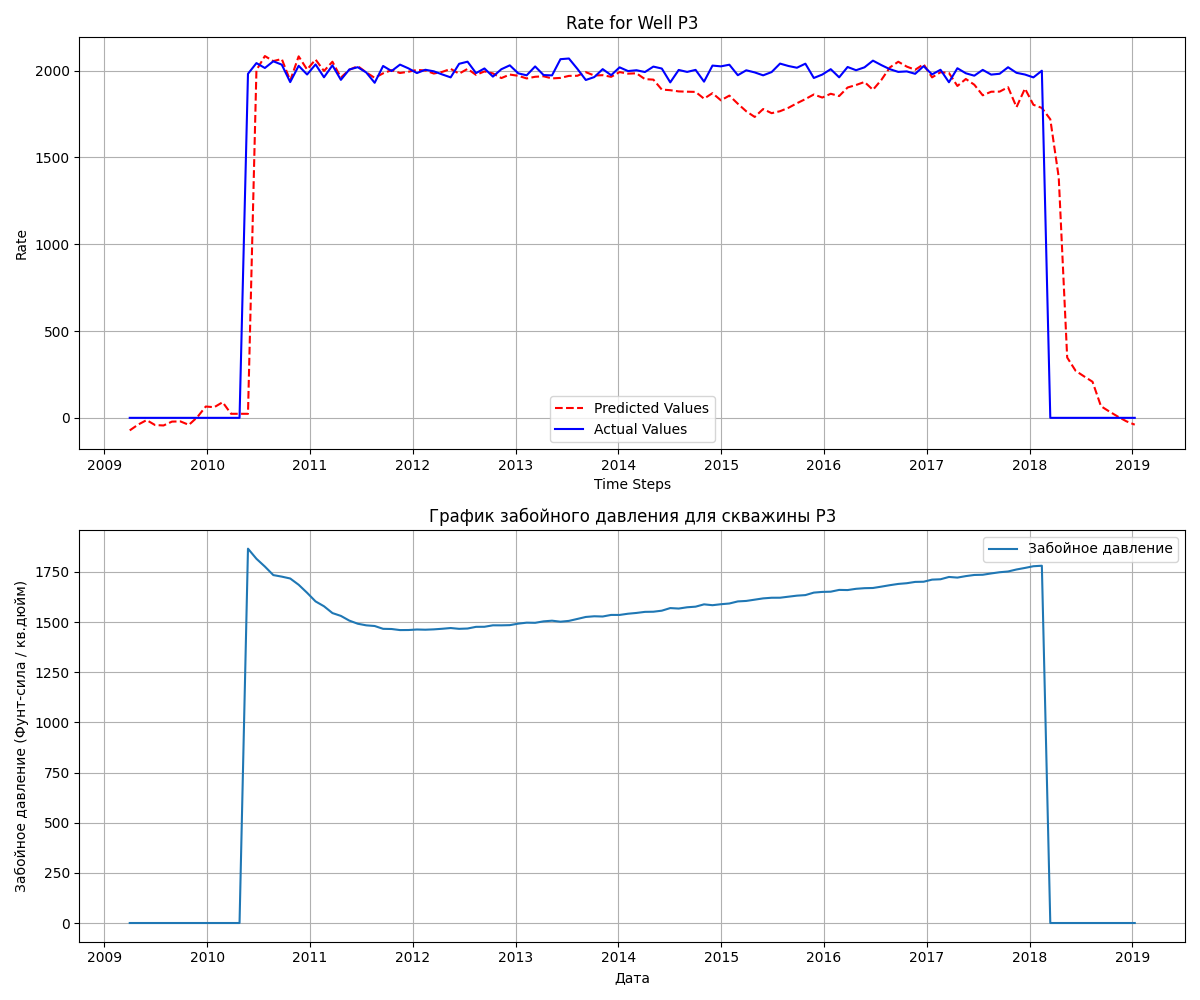 Rate for Well P3
2000
1500
1000
500
0
Rate
Predicted Values
Actual Values
2009 2010 2011 2012 2013 2014 2015 2016 2017 2018 2019
Time Steps
График забойного давления для скважины P3
Забойное давление
1750
1500
1250
1000
750
500
250
0
Забойное давление (Фунт-сила / кв.дюйм)
2009 2010 2011 2012 2013 2014 2015 2016 2017 2018 2019
Дата